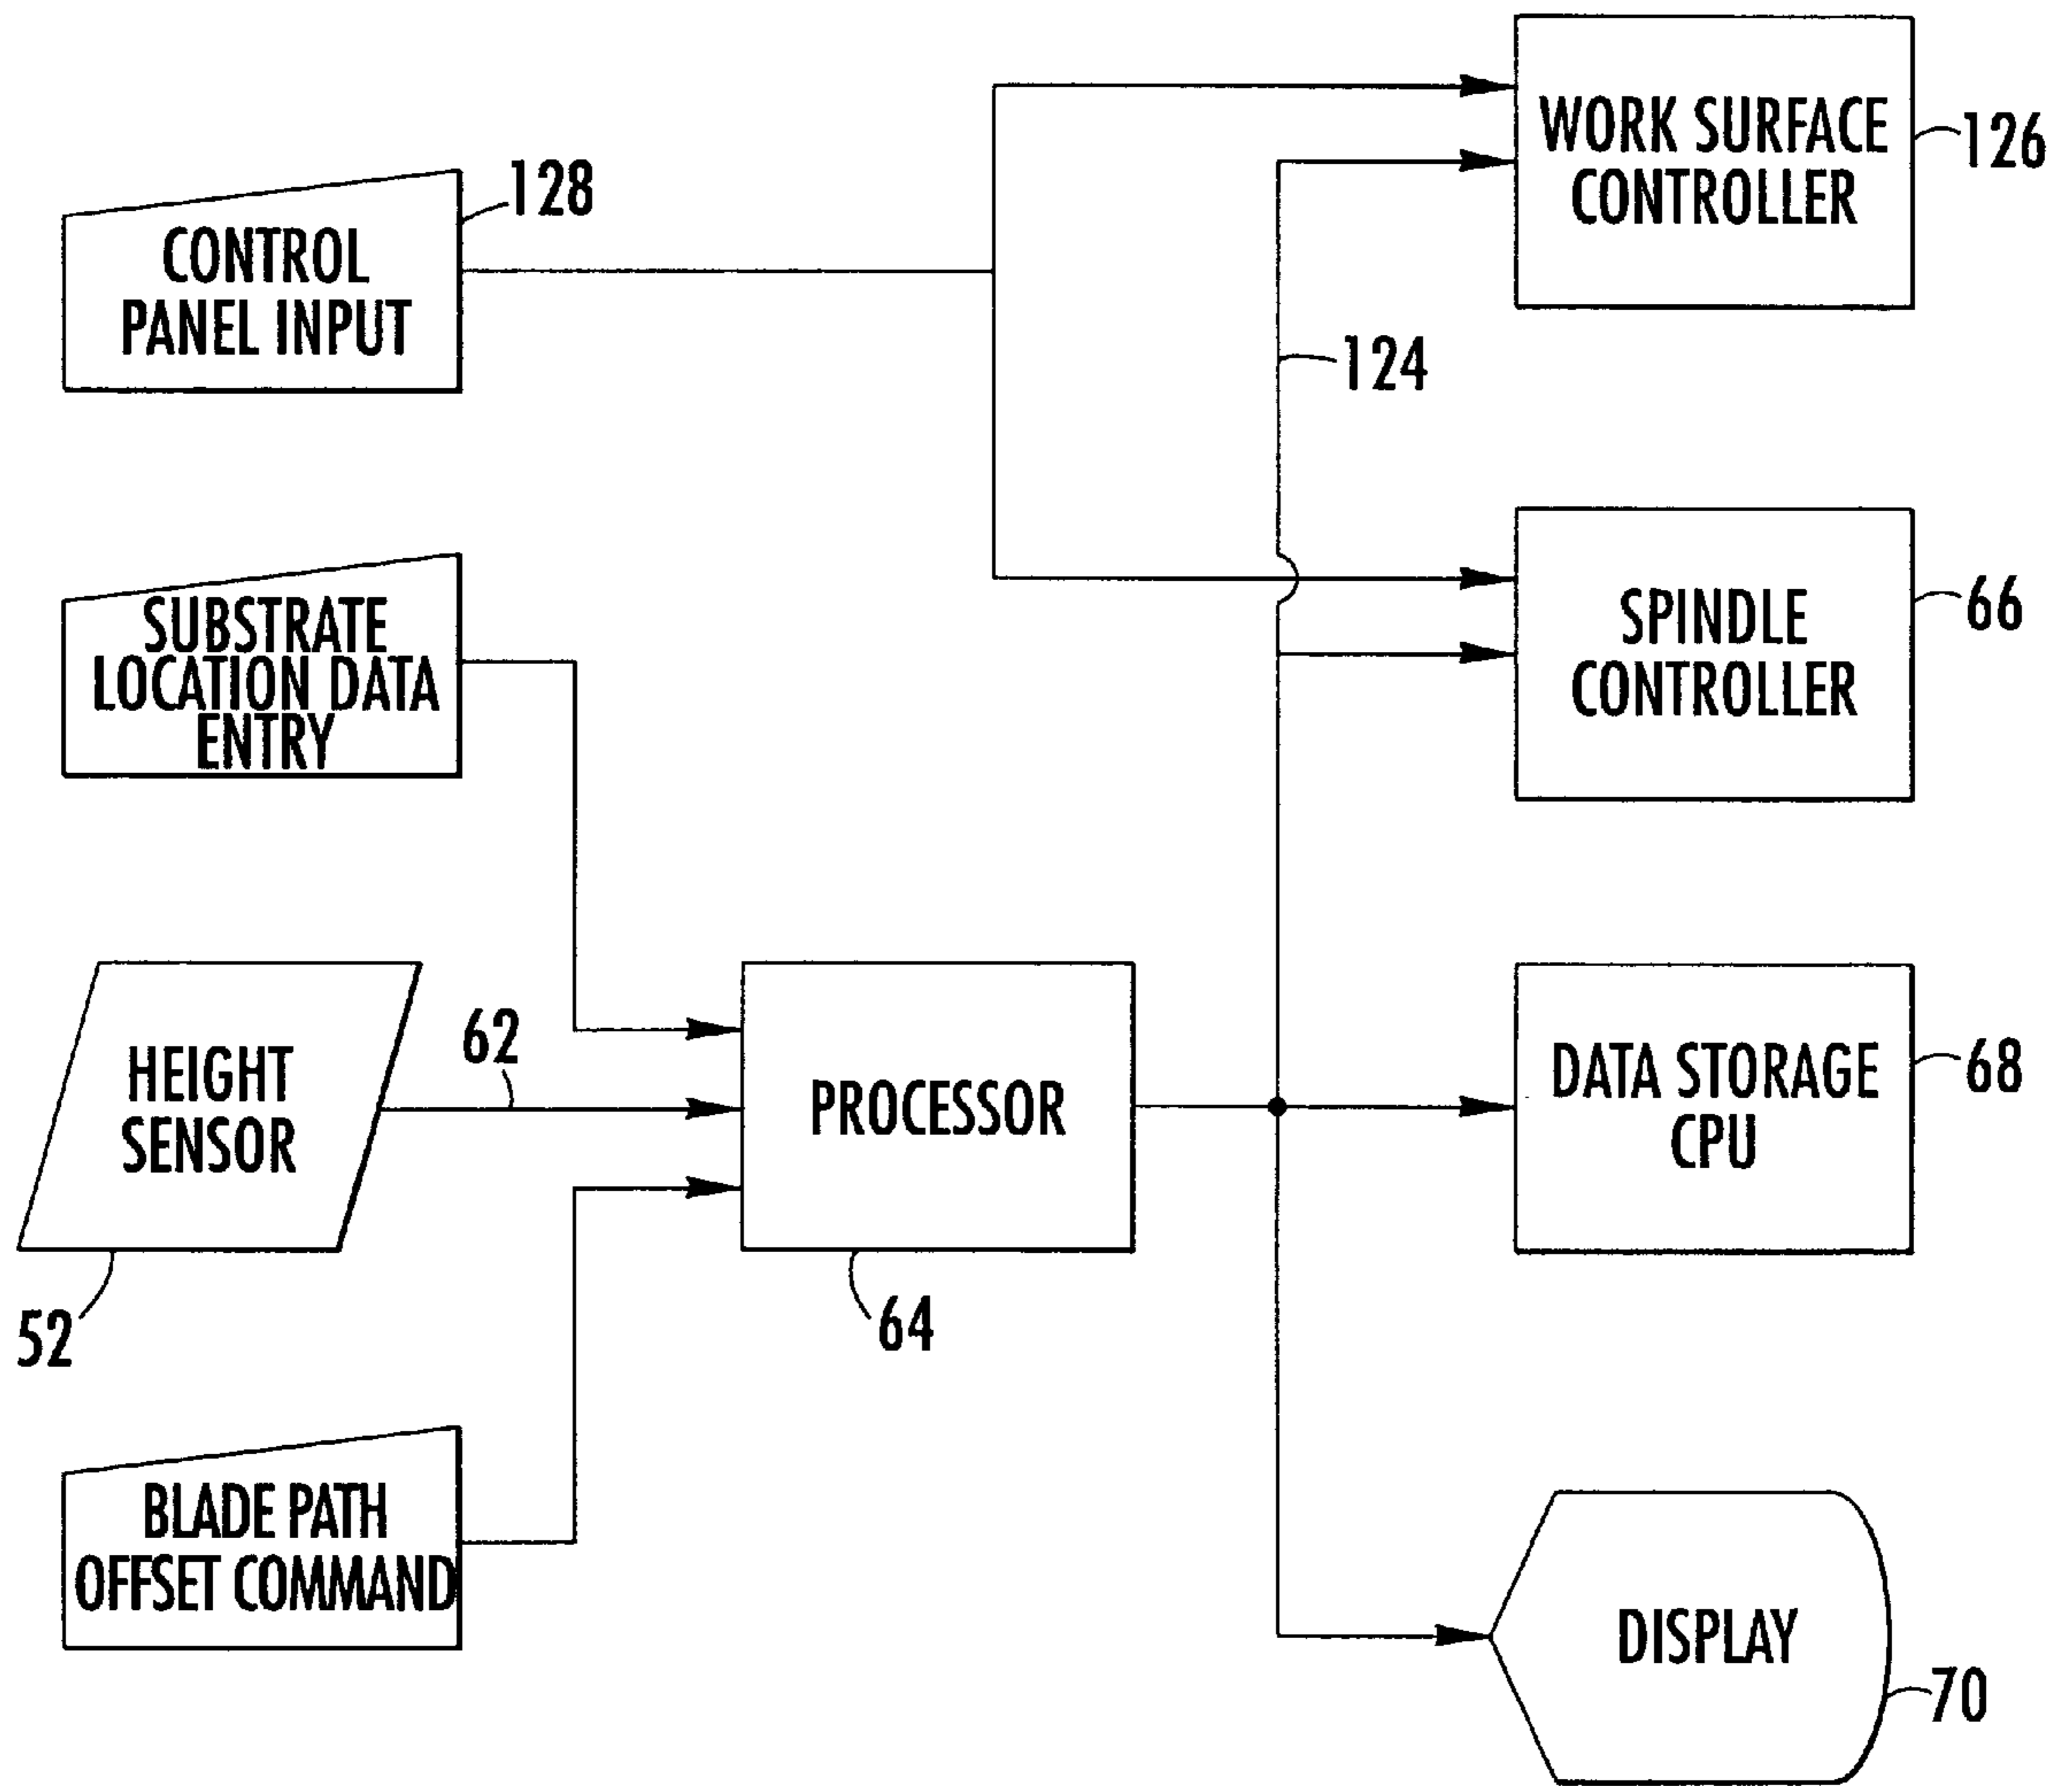 WORK SURFACE
CONTROLLER
126
128
CONTROL
PANEL INPUT
124
SUBSTRATE
LOCATION DATA
ENTRY
SPINDLE
CONTROLLER
66
HEIGHT
SENSOR
52
62
PROCESSOR
64
DATA STORAGE
CPU
68
BLADE PATH
OFFSET COMMAND
DISPLAY
70